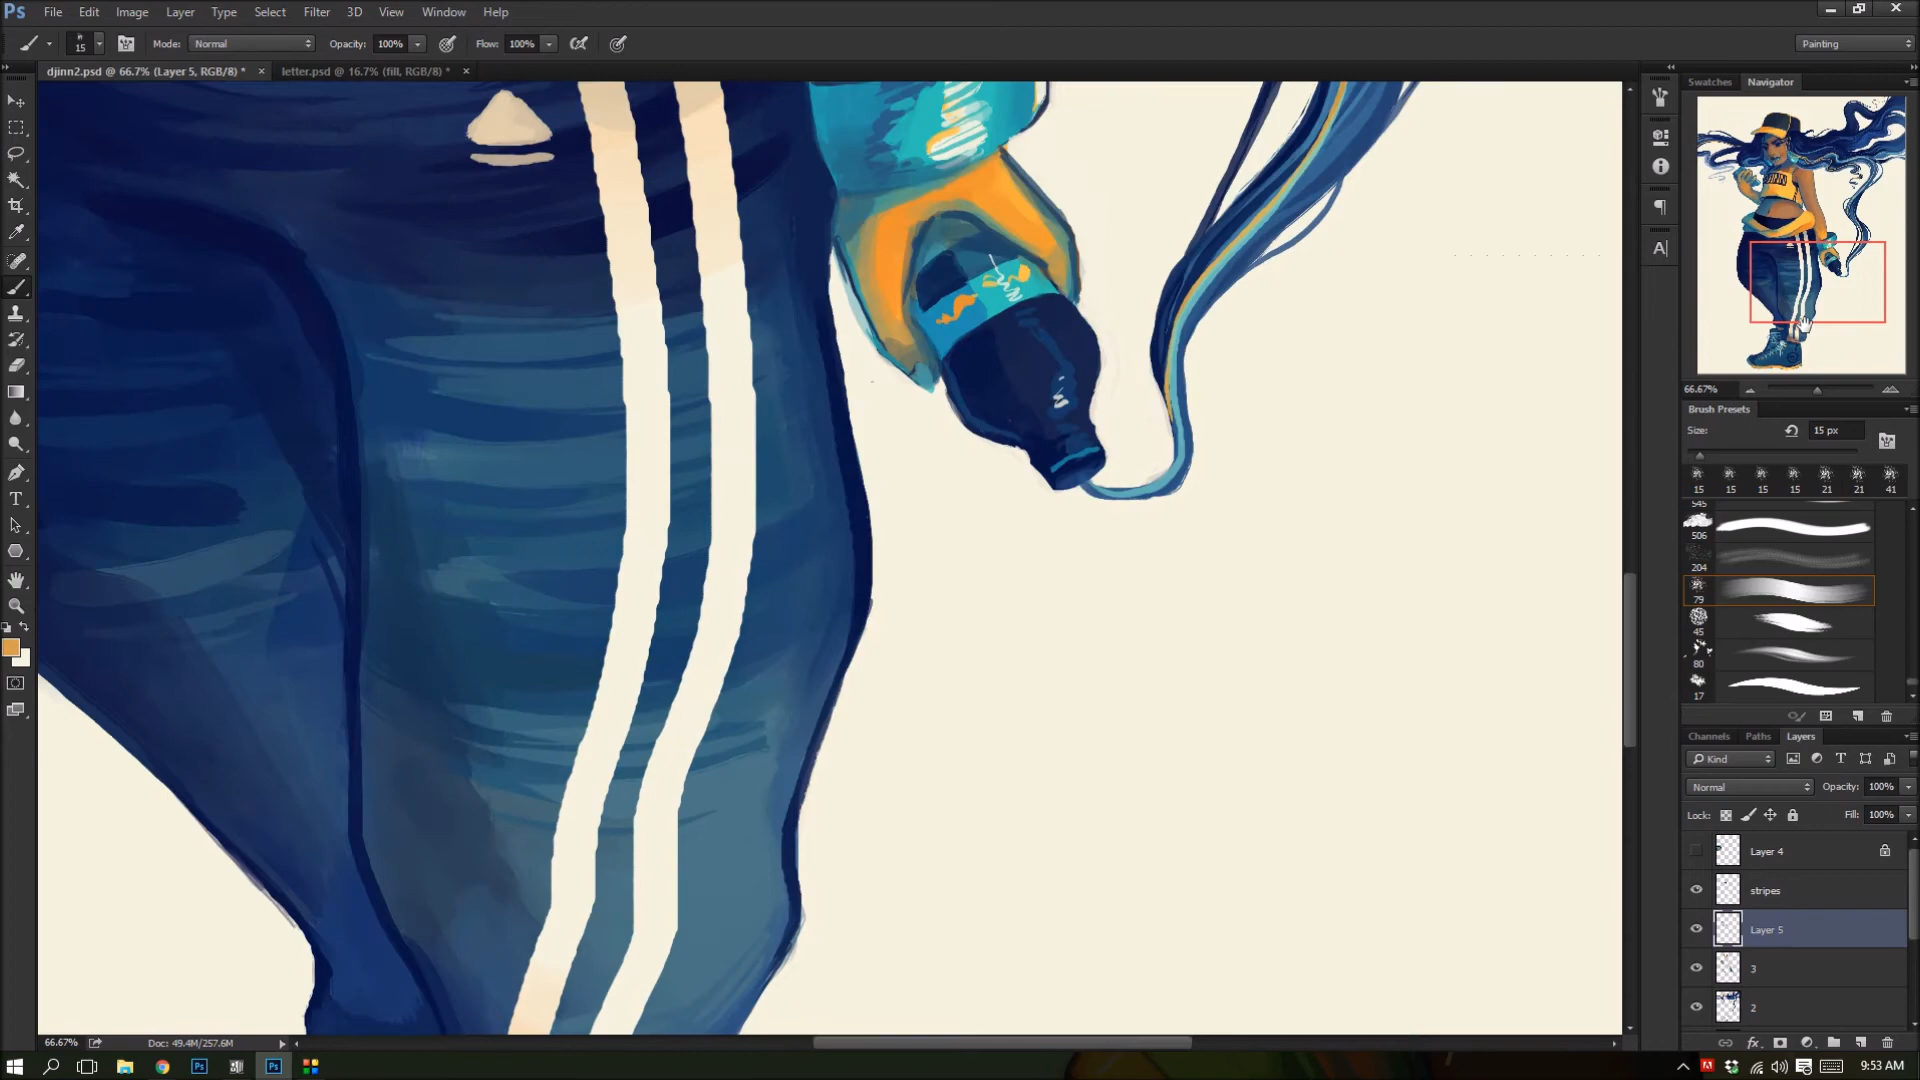 Ps File Edit Image Layer Type Select Filter 3D View Window Help
15 Mode: Normal Opacity: 100% Flow: 100% Painting
djinn2.psd @ 66.7% (Layer 5, RGB/8) * letter.psd @ 16.7% (fill, RGB/8) *
Swatches Navigator
66.67%
Brush Presets
Size: 15 px
15 15 15 15 21 21 41
545
506
204
79
45
80
17
Channels Paths Layers
Kind
Normal Opacity: 100%
Lock: Fill: 100%
Layer 4
stripes
Layer 5
3
2
66.67% Doc: 49.4M/257.6M
9:53 AM